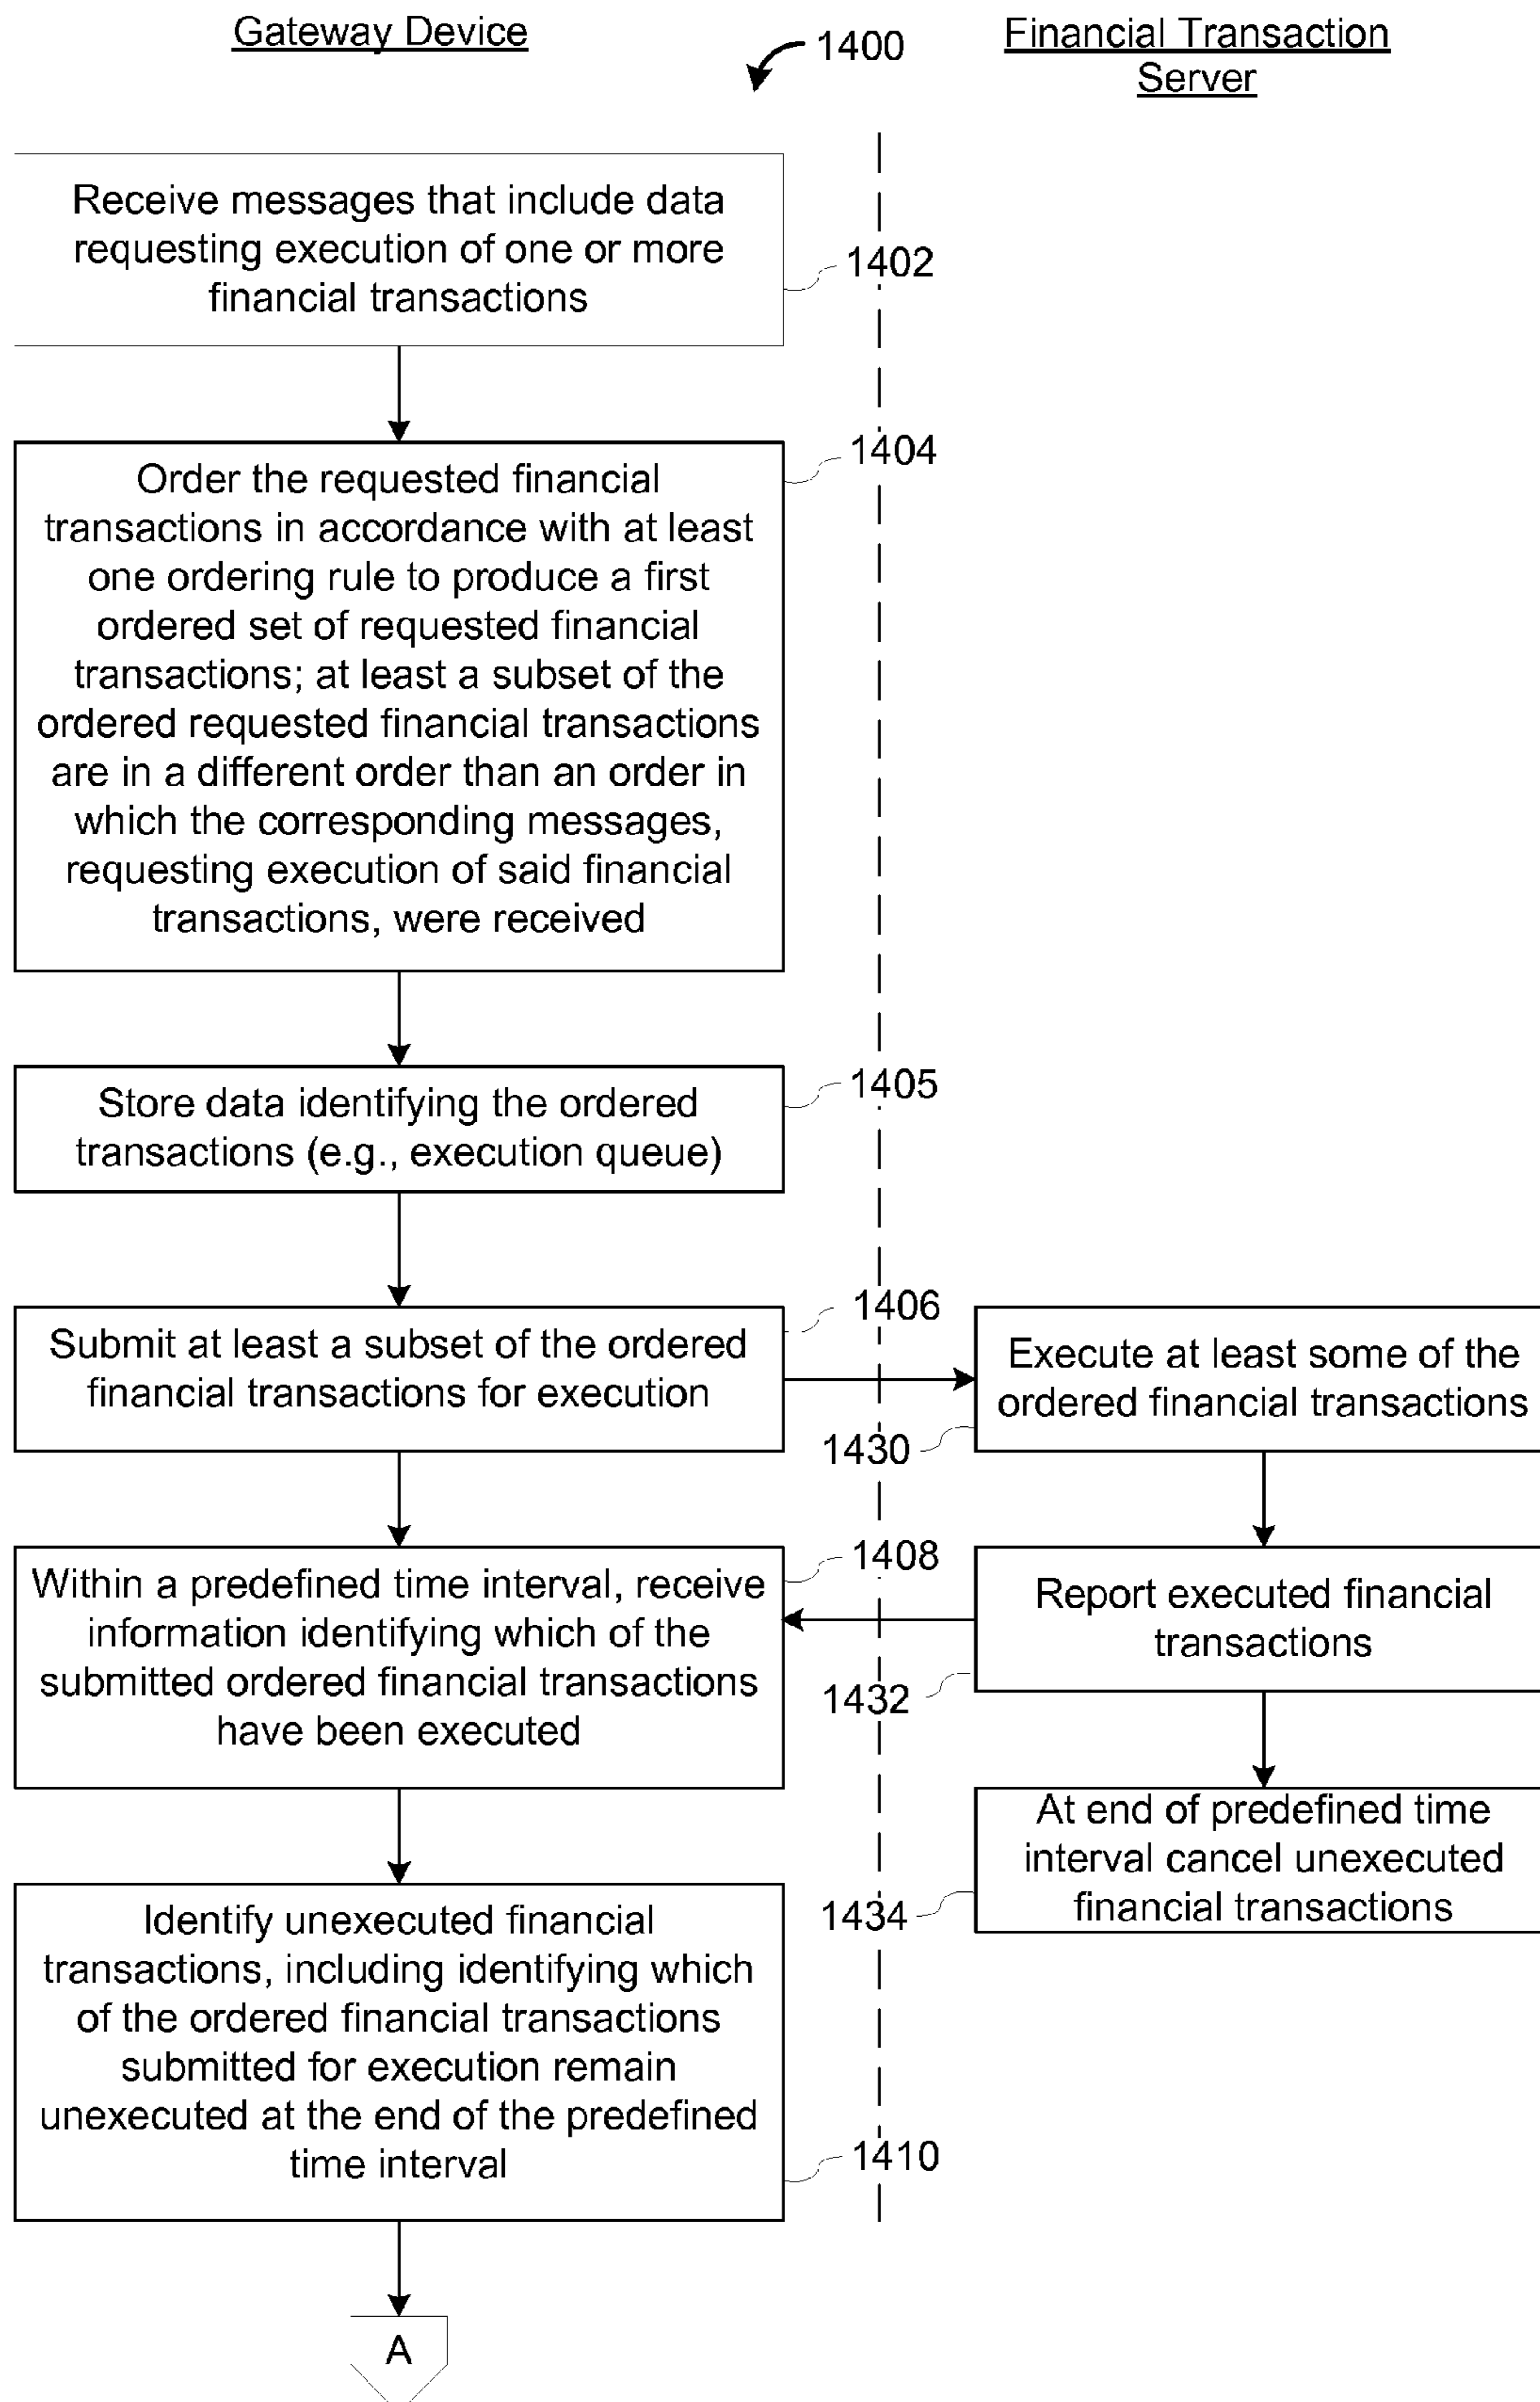 Gateway Device
1400
Financial Transaction
Server
Receive messages that include data
requesting execution of one or more
financial transactions
1402
Order the requested financial
transactions in accordance with at least
one ordering rule to produce a first
ordered set of requested financial
transactions; at least a subset of the
ordered requested financial transactions
are in a different order than an order in
which the corresponding messages,
requesting execution of said financial
transactions, were received
1404
Store data identifying the ordered
transactions (e.g., execution queue)
1405
Submit at least a subset of the ordered
financial transactions for execution
1406
Execute at least some of the
ordered financial transactions
1430
Within a predefined time interval, receive
information identifying which of the
submitted ordered financial transactions
have been executed
1408
Report executed financial
transactions
1432
At end of predefined time
interval cancel unexecuted
financial transactions
1434
Identify unexecuted financial
transactions, including identifying which
of the ordered financial transactions
submitted for execution remain
unexecuted at the end of the predefined
time interval
1410
A